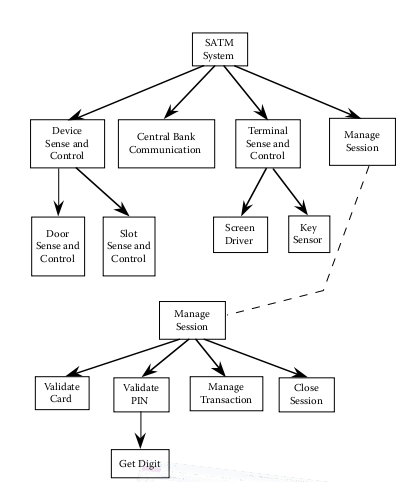 SATM
System
Device
Sense and
Control
Central Bank
Communication
Terminal
Sense and
Control
Manage
Session
Door
Sense and
Control
Slot
Sense and
Control
Screen
Driver
Key
Sensor
Manage
Session
Validate
Card
Validate
PIN
Manage
Transaction
Close
Session
Get Digit